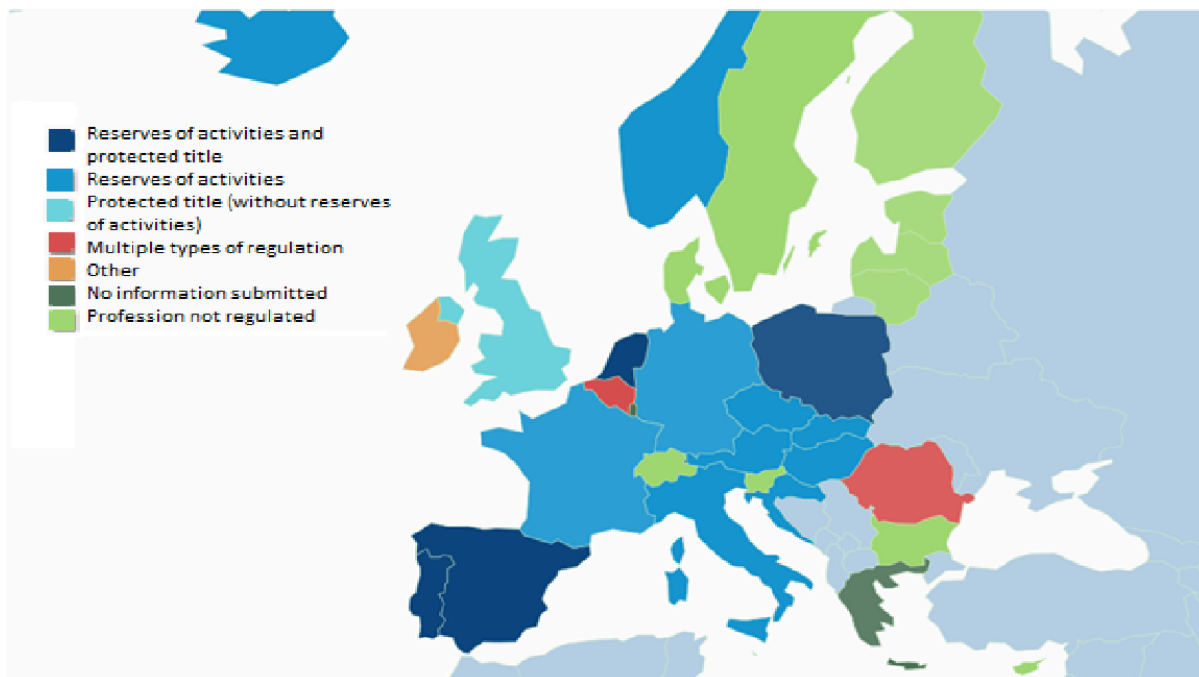 Reserves of activities and
protected title
Reserves of activities
Protected title (without reserves
of activities)
Multiple types of regulation
Other
No information submitted
Profession not regulated